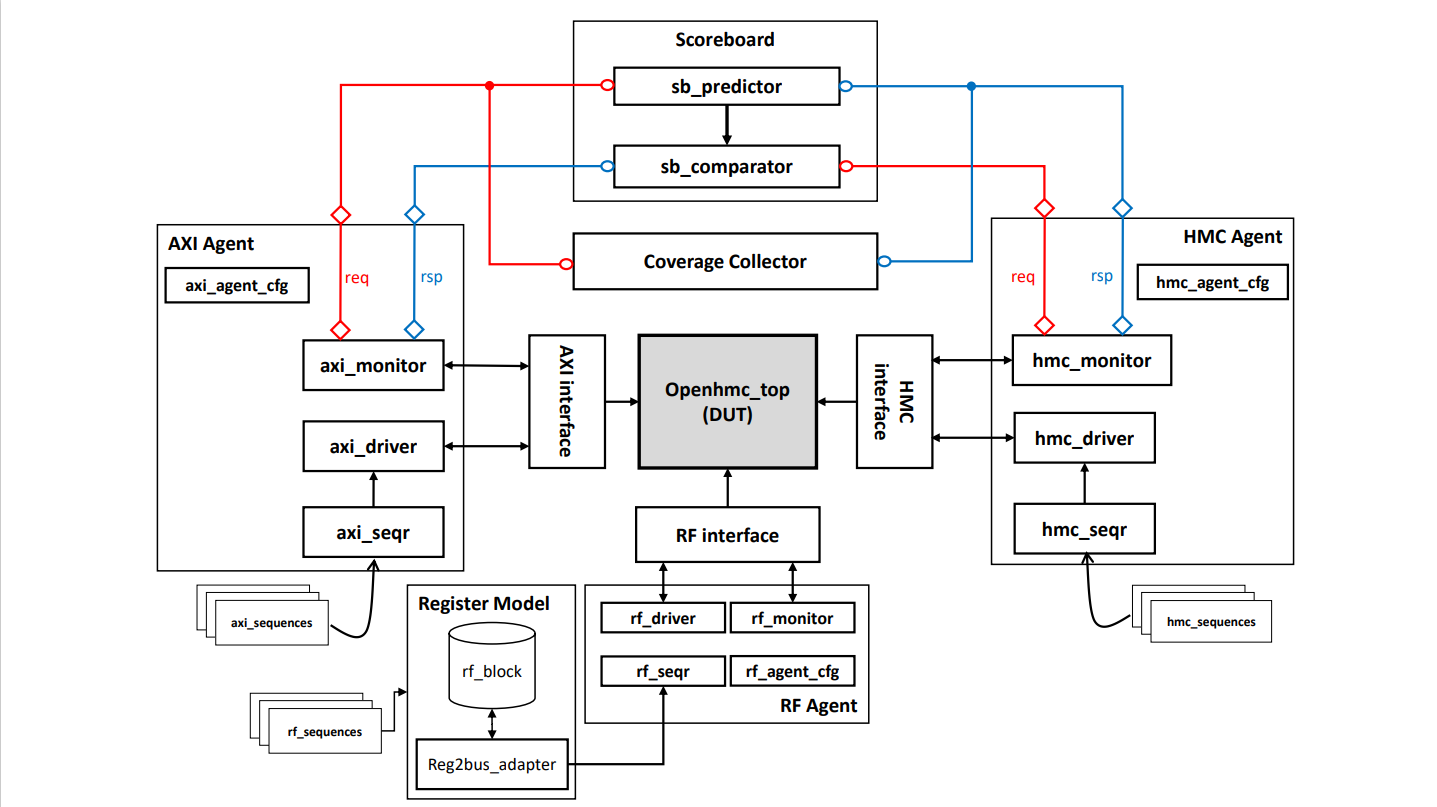 Scoreboard
sb_predictor
sb_comparator
AXI Agent
axi_agent_cfg
req
rsp
Coverage Collector
HMC Agent
hmc_agent_cfg
req
rsp
axi_monitor
axi_driver
axi_seqr
AXI interface
Openhmc_top
(DUT)
HMC
interface
hmc_monitor
hmc_driver
hmc_seqr
RF interface
axi_sequences
hmc_sequences
Register Model
rf_block
Reg2bus_adapter
rf_sequences
rf_driver
rf_monitor
rf_seqr
rf_agent_cfg
RF Agent